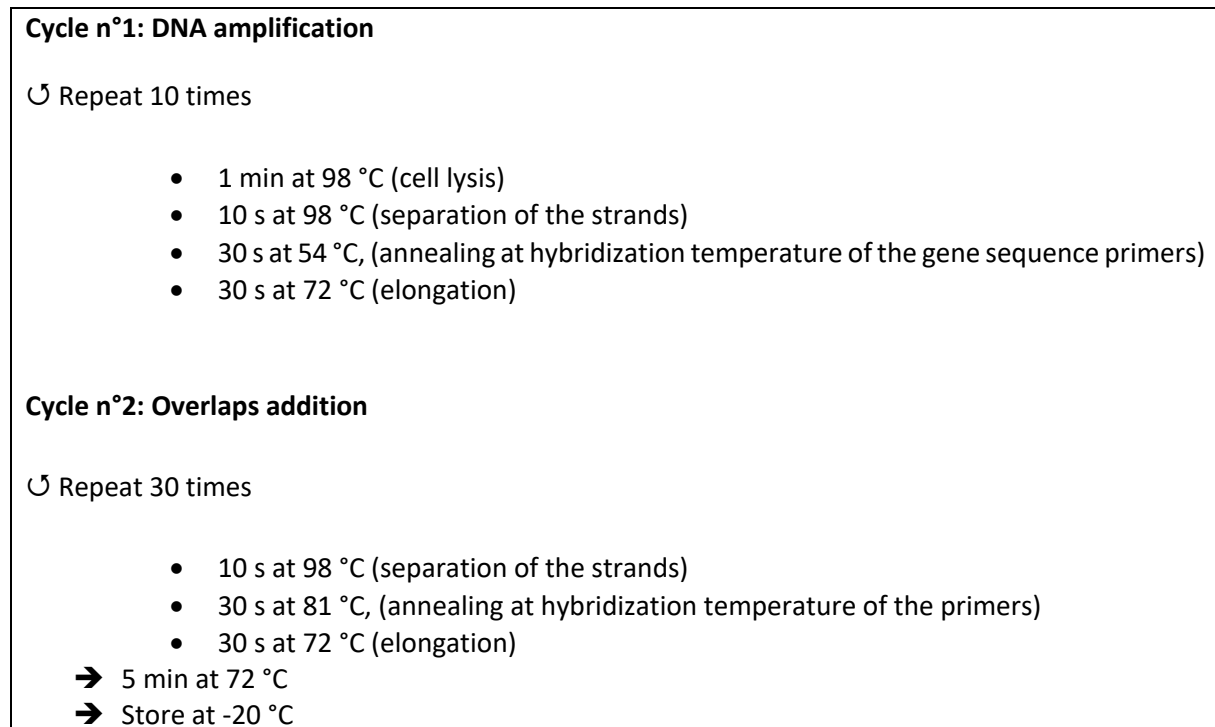 Cycle n°1: DNA amplification
↺ Repeat 10 times
• 1 min at 98 °C (cell lysis)
• 10 s at 98 °C (separation of the strands)
• 30 s at 54 °C, (annealing at hybridization temperature of the gene sequence primers)
• 30 s at 72 °C (elongation)
Cycle n°2: Overlaps addition
↺ Repeat 30 times
• 10 s at 98 °C (separation of the strands)
• 30 s at 81 °C, (annealing at hybridization temperature of the primers)
• 30 s at 72 °C (elongation)
➔ 5 min at 72 °C
➔ Store at -20 °C